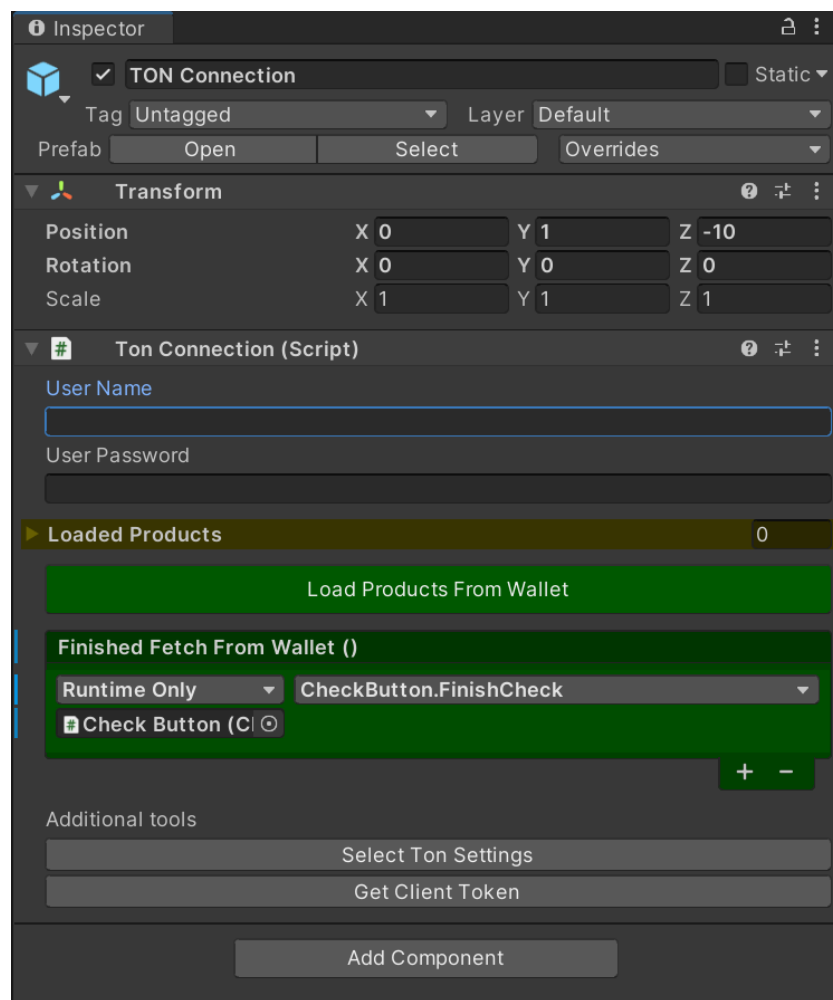 Inspector
TON Connection Static
Tag Untagged Layer Default
Prefab Open Select Overrides
Transform
Position X 0 Y 1 Z -10
Rotation X 0 Y 0 Z 0
Scale X 1 Y 1 Z 1
# Ton Connection (Script)
User Name
User Password
Loaded Products 0
Load Products From Wallet
Finished Fetch From Wallet ()
Runtime Only CheckButton.FinishCheck
# Check Button (C
Additional tools
Select Ton Settings
Get Client Token
Add Component